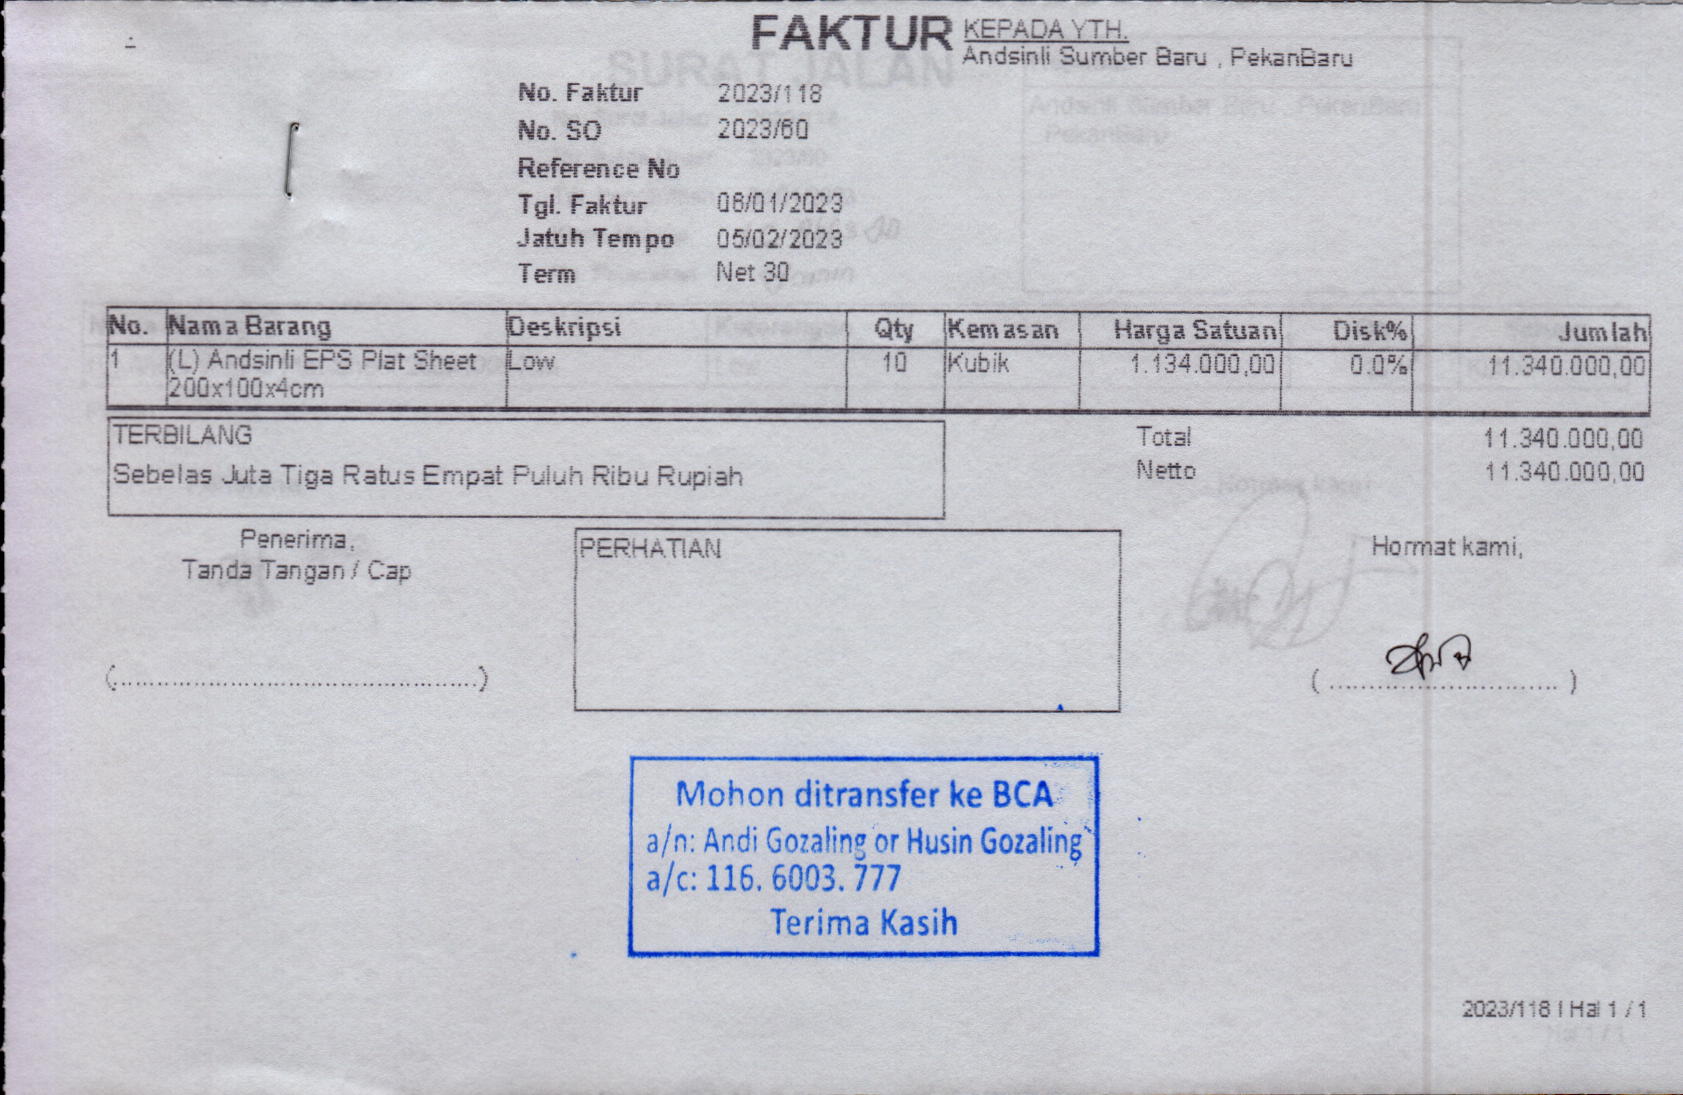 FAKTUR
KEPADA YTH.
Andsinli Sumber Baru , PekanBaru
No. Faktur 2023/118
No. SO 2023/60
Reference No
Tgl. Faktur 06/01/2023
Jatuh Tempo 05/02/2023
Term Net 30
No. Nama Barang Deskripsi Qty Kemasan Harga Satuan Disk% Jumlah
1 (L) Andsinli EPS Plat Sheet Low 10 Kubik 1.134.000,00 0.0% 11.340.000,00
200x100x4cm
TERBILANG
Sebelas Juta Tiga Ratus Empat Puluh Ribu Rupiah
Total 11.340.000,00
Netto 11.340.000,00
Penerima,
Tanda Tangan / Cap
(............................................................)
PERHATIAN
Hormat kami,
( .................................... )
Mohon ditransfer ke BCA
a/n: Andi Gozaling or Husin Gozaling
a/c: 116. 6003. 777
Terima Kasih
2023/118 | Hal 1 / 1